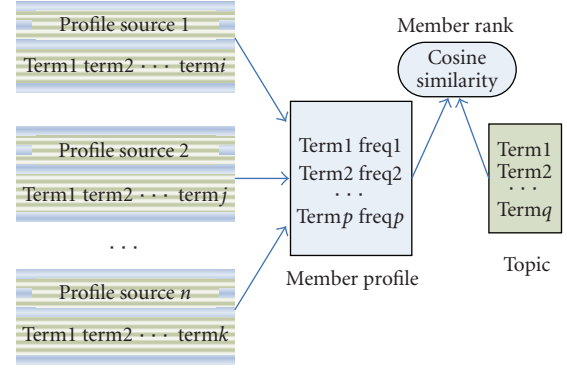 Profile source 1
Term1 term2 · · · termi
Profile source 2
Term1 term2 · · · termj
· · ·
Profile source n
Term1 term2 · · · termk
Term1 freq1
Term2 freq2
· · ·
Termp freqp
Member profile
Member rank
Cosine
similarity
Term1
Term2
· · ·
Termq
Topic